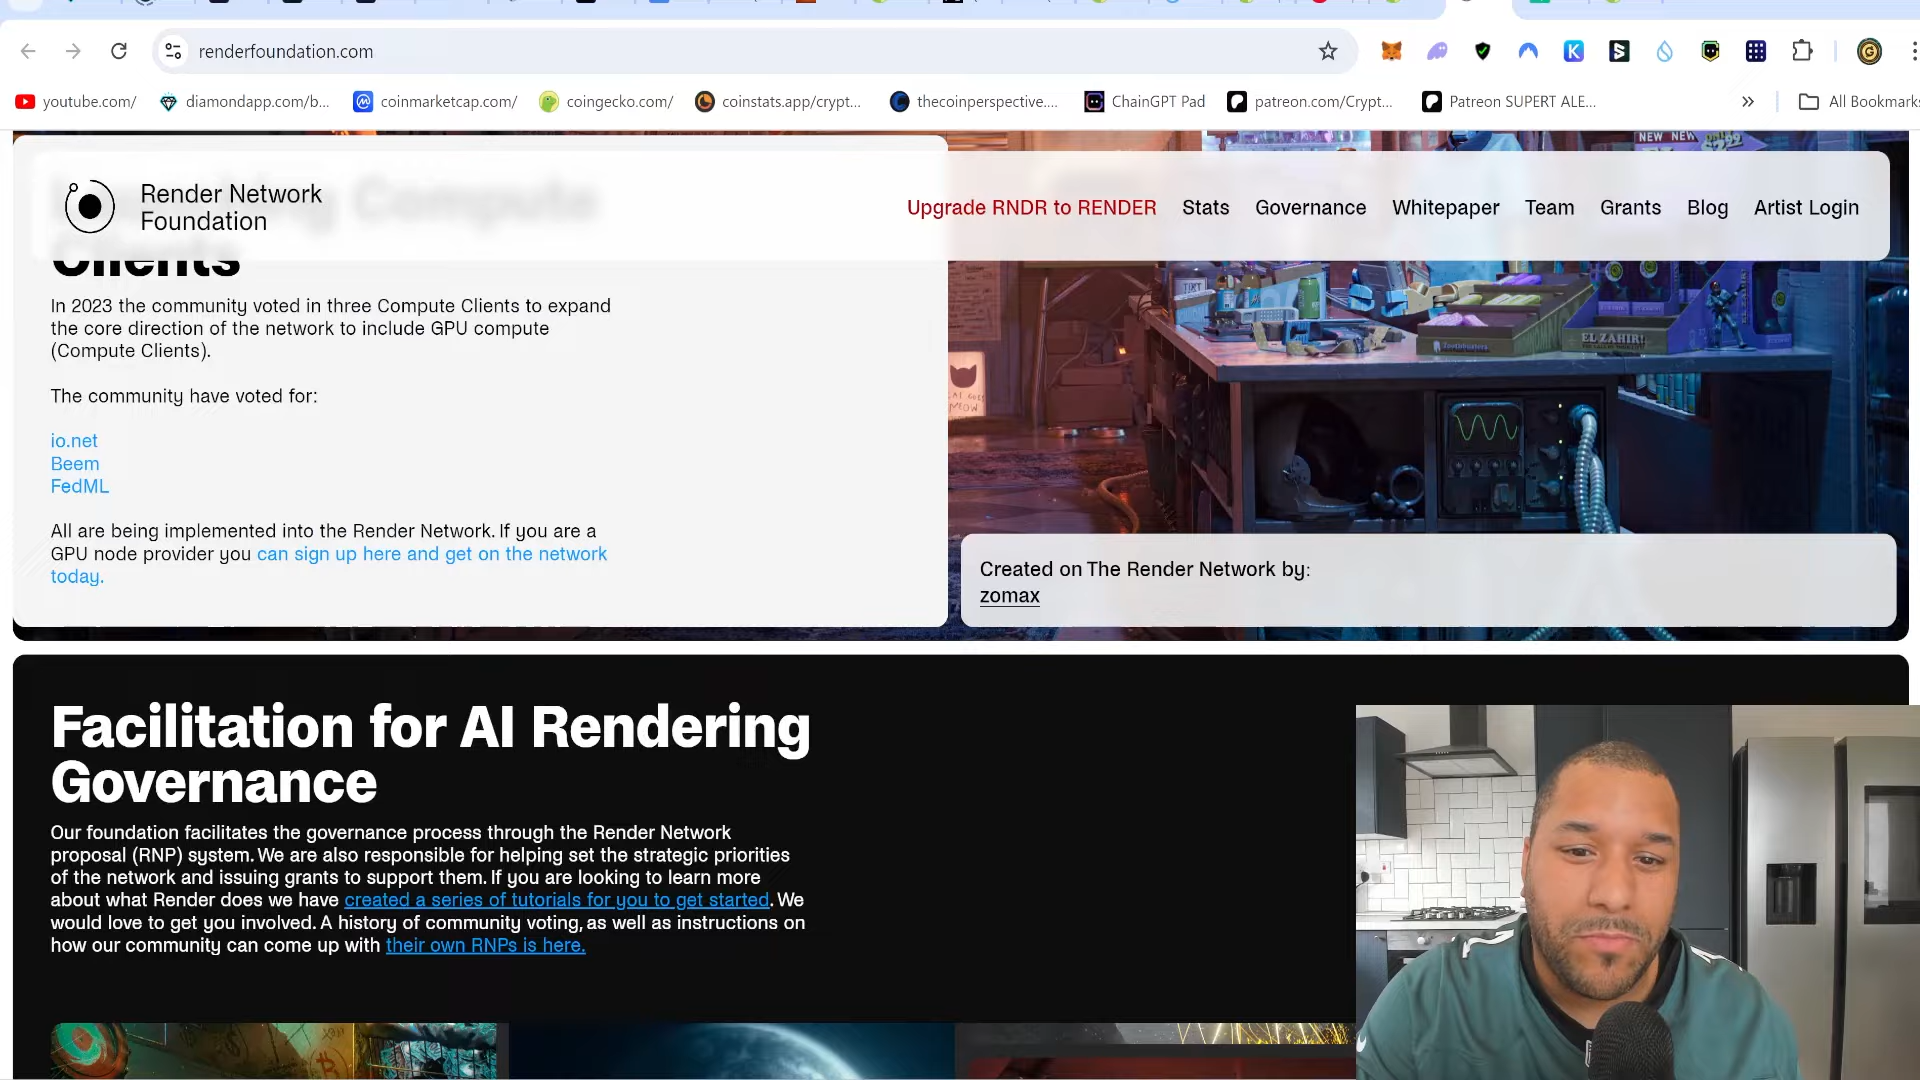 renderfoundation.com
youtube.com/
diamondapp.com/b...
coinmarketcap.com/
coingecko.com/
coinstats.app/crypt...
thecoinperspective....
ChainGPT Pad
patreon.com/Crypt...
Patreon SUPERT ALE...
All Bookmarks
Render Network
Foundation
Upgrade RNDR to RENDER
Stats
Governance
Whitepaper
Team
Grants
Blog
Artist Login
Compute
Clients
In 2023 the community voted in three Compute Clients to expand
the core direction of the network to include GPU compute
(Compute Clients).
The community have voted for:
io.net
Beem
FedML
All are being implemented into the Render Network. If you are a
GPU node provider you can sign up here and get on the network
today.
NEW NEW
EL ZAHIR!
MEOW
Created on The Render Network by:
zomax
Facilitation for AI Rendering
Governance
Our foundation facilitates the governance process through the Render Network
proposal (RNP) system. We are also responsible for helping set the strategic priorities
of the network and issuing grants to support them. If you are looking to learn more
about what Render does we have created a series of tutorials for you to get started. We
would love to get you involved. A history of community voting, as well as instructions on
how our community can come up with their own RNPs is here.